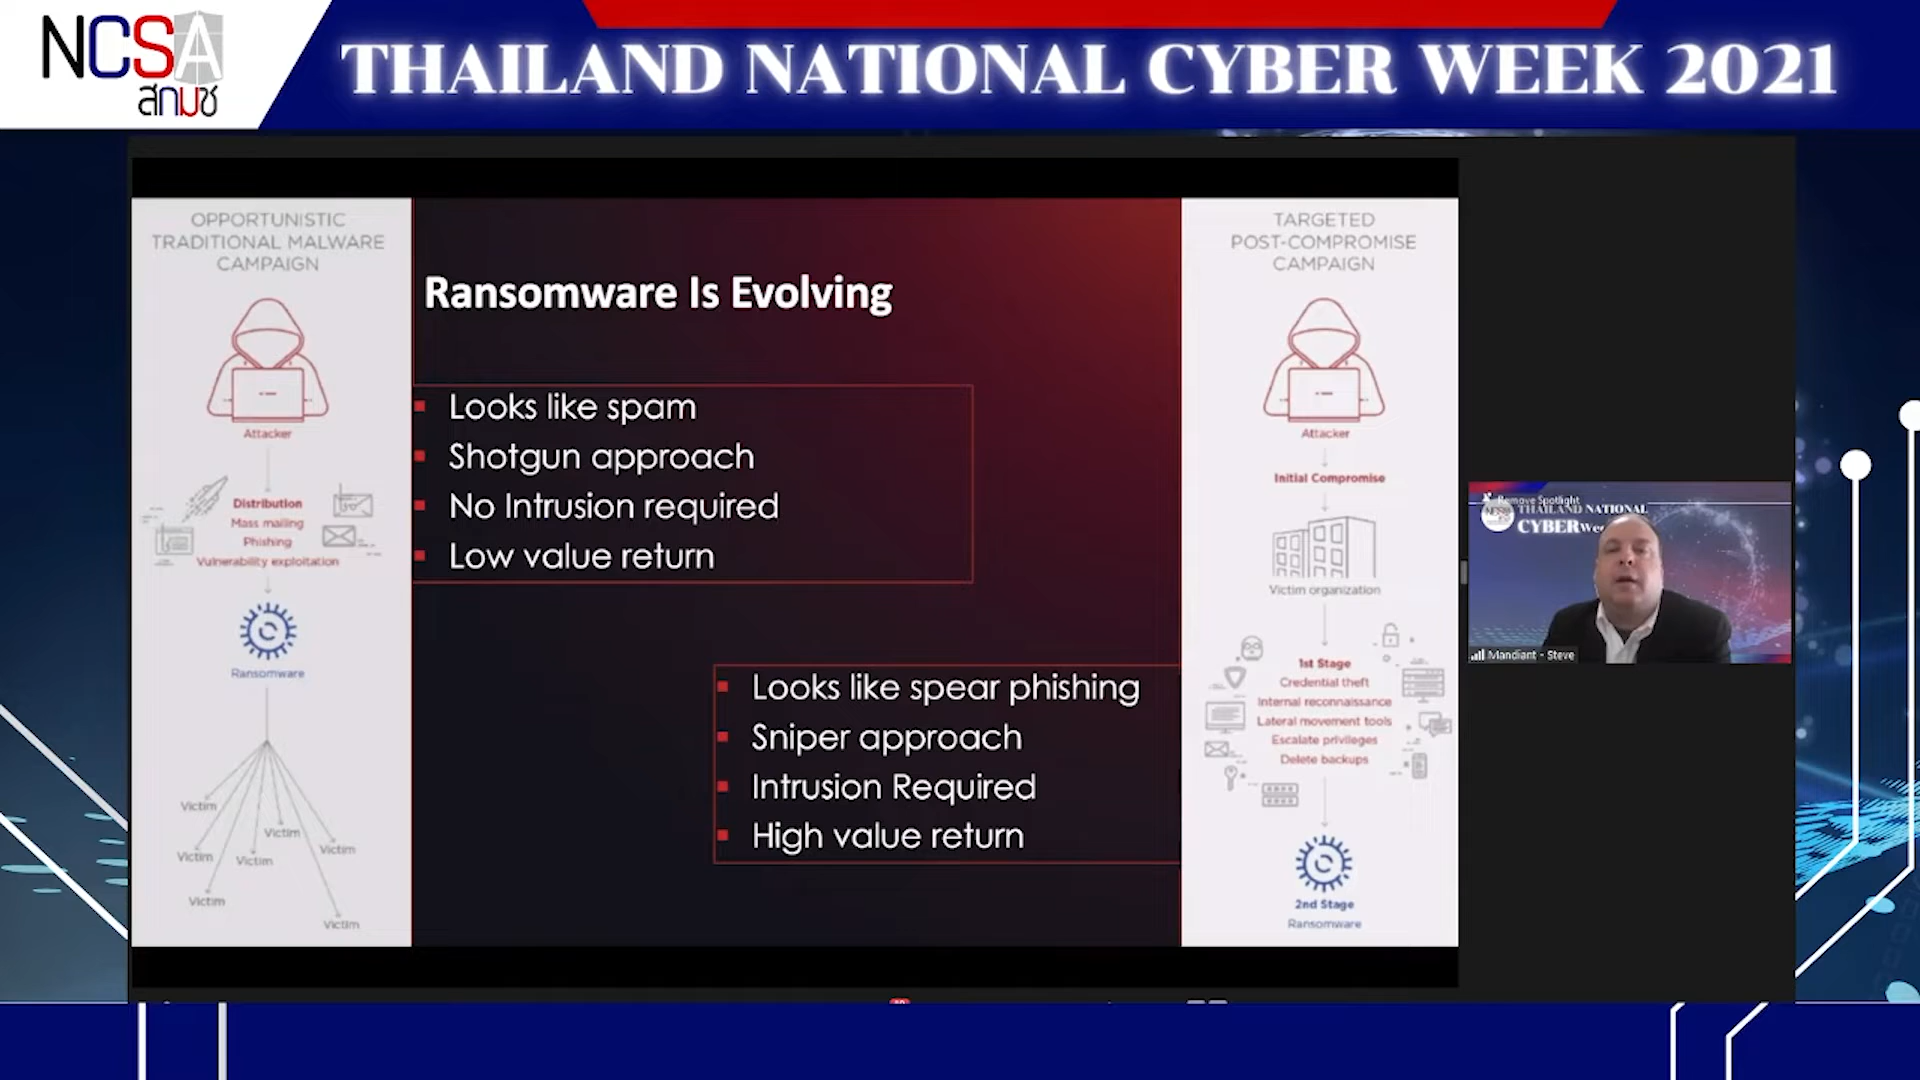 NCSA
สกมช
THAILAND NATIONAL CYBER WEEK 2021
OPPORTUNISTIC
TRADITIONAL MALWARE
CAMPAIGN
Attacker
Distribution
Mass mailing
Phishing
Vulnerability exploitation
Ransomware
Victim
Victim
Victim
Victim
Victim
Victim
Victim
Ransomware Is Evolving
Looks like spam
Shotgun approach
No Intrusion required
Low value return
Looks like spear phishing
Sniper approach
Intrusion Required
High value return
TARGETED
POST-COMPROMISE
CAMPAIGN
Attacker
Initial Compromise
Victim organization
1st Stage
Credential theft
Internal reconnaissance
Lateral movement tools
Escalate privileges
Delete backups
2nd Stage
Ransomware
Remove Spotlight
THAILAND NATIONAL
CYBER
Mandiant - Steve